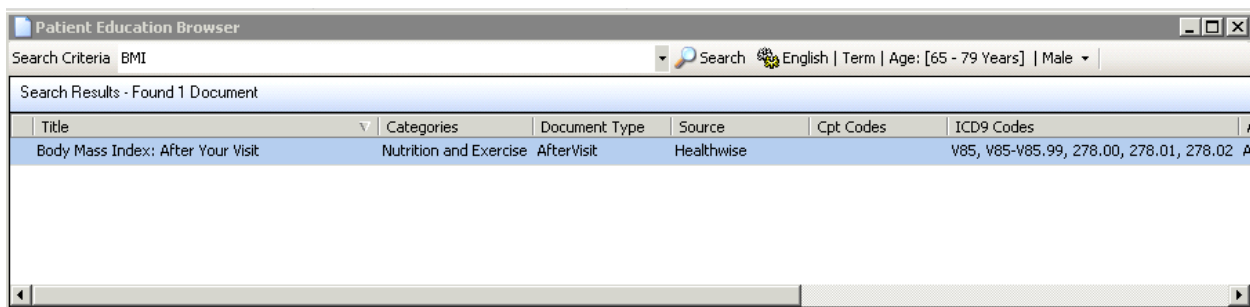 Patient Education Browser
Search Criteria BMI Search English | Term | Age: [65 - 79 Years] | Male
Search Results - Found 1 Document
Title Categories Document Type Source Cpt Codes ICD9 Codes
Body Mass Index: After Your Visit Nutrition and Exercise AfterVisit Healthwise V85, V85-V85.99, 278.00, 278.01, 278.02 A